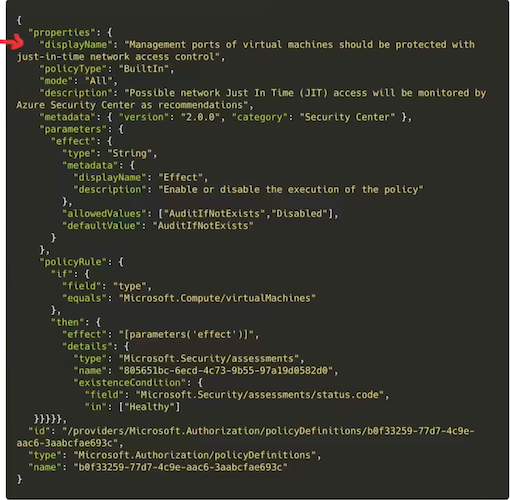 {
  "properties": {
    "displayName": "Management ports of virtual machines should be protected with
just-in-time network access control",
    "policyType": "BuiltIn",
    "mode": "All",
    "description": "Possible network Just In Time (JIT) access will be monitored by
Azure Security Center as recommendations",
    "metadata": { "version": "2.0.0", "category": "Security Center" },
    "parameters": {
      "effect": {
        "type": "String",
        "metadata": {
          "displayName": "Effect",
          "description": "Enable or disable the execution of the policy"
        },
        "allowedValues": ["AuditIfNotExists","Disabled"],
        "defaultValue": "AuditIfNotExists"
      }
    },
    "policyRule": {
      "if": {
        "field": "type",
        "equals": "Microsoft.Compute/virtualMachines"
      },
      "then": {
        "effect": "[parameters('effect')]",
        "details": {
          "type": "Microsoft.Security/assessments",
          "name": "805651bc-6ecd-4c73-9b55-97a19d0582d0",
          "existenceCondition": {
            "field": "Microsoft.Security/assessments/status.code",
            "in": ["Healthy"]
   }}}}},
  "id": "/providers/Microsoft.Authorization/policyDefinitions/b0f33259-77d7-4c9e-
aac6-3aabcfae693c",
  "type": "Microsoft.Authorization/policyDefinitions",
  "name": "b0f33259-77d7-4c9e-aac6-3aabcfae693c"
}